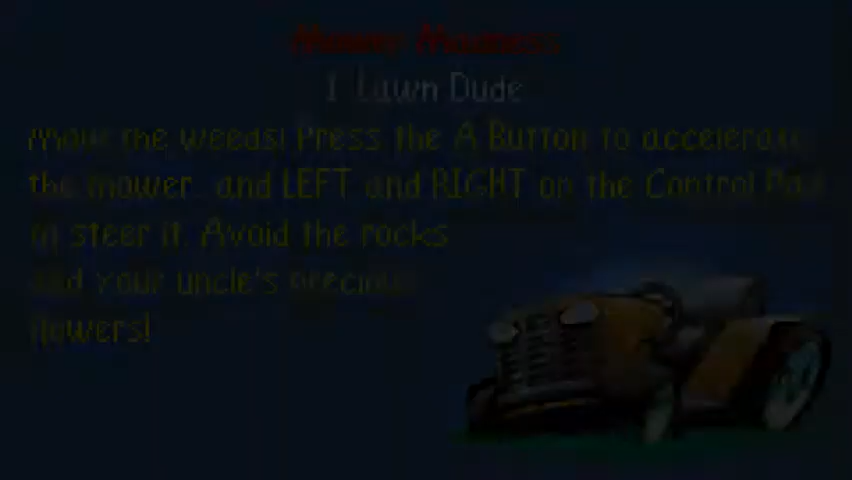 Mower Madness
1 Lawn Dude
Mow the weeds! Press the A Button to accelerate
the mower, and LEFT and RIGHT on the Control Pad
to steer it. Avoid the rocks
and your uncle's precious
flowers!